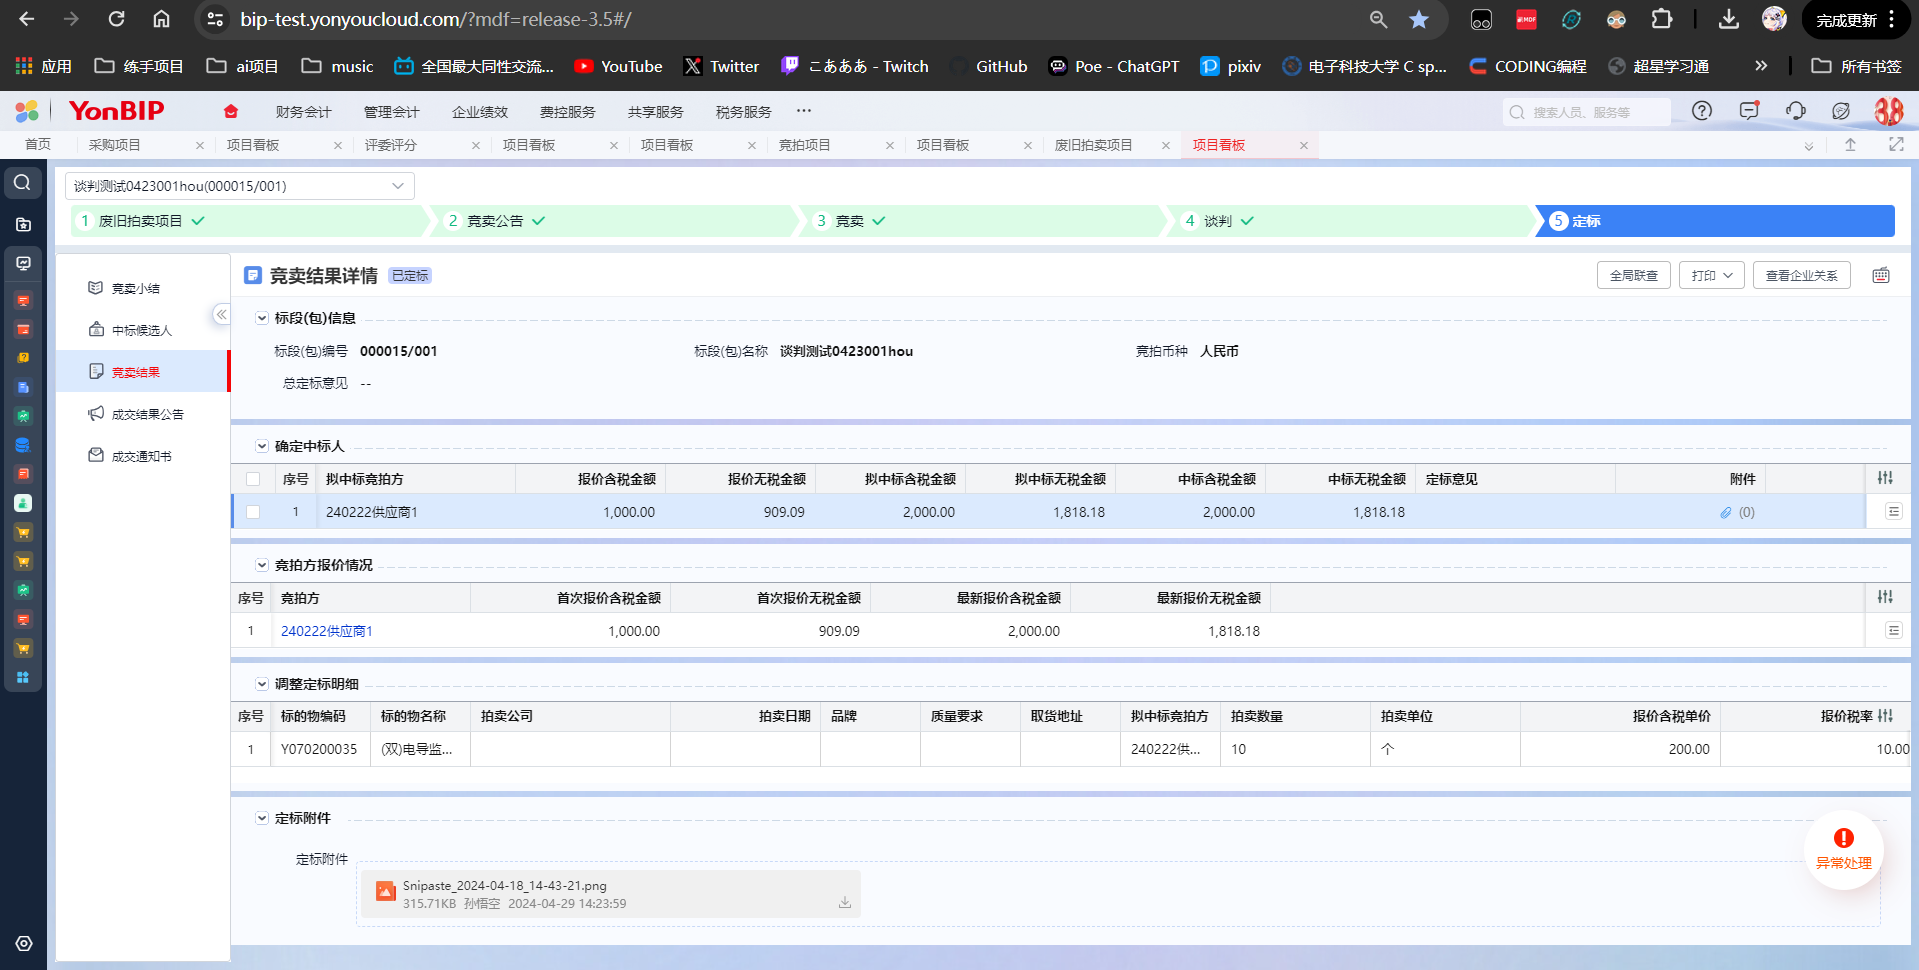 bip-test.yonyoucloud.com/?mdf=release-3.5#/
MDF
完成更新
应用 练手项目 ai项目 music 全国最大同性交流... YouTube Twitter こあああ - Twitch GitHub Poe - ChatGPT pixiv 电子科技大学 C sp... CODING编程 超星学习通 » 所有书签
YonBIP 财务会计 管理会计 企业绩效 费控服务 共享服务 税务服务 ··· 搜索人员、服务等
首页 采购项目 项目看板 评委评分 项目看板 项目看板 竞拍项目 项目看板 废旧拍卖项目 项目看板
谈判测试0423001hou(000015/001)
1 废旧拍卖项目 2 竞卖公告 3 竞卖 4 谈判 5 定标
竞卖小结
中标候选人
竞卖结果
成交结果公告
成交通知书
竞卖结果详情 已定标 全局联查 打印 查看企业关系
标段(包)信息
标段(包)编号 000015/001 标段(包)名称 谈判测试0423001hou 竞拍币种 人民币
总定标意见 --
确定中标人
序号 拟中标竞拍方 报价含税金额 报价无税金额 拟中标含税金额 拟中标无税金额 中标含税金额 中标无税金额 定标意见 附件
1 240222供应商1 1,000.00 909.09 2,000.00 1,818.18 2,000.00 1,818.18 (0)
竞拍方报价情况
序号 竞拍方 首次报价含税金额 首次报价无税金额 最新报价含税金额 最新报价无税金额
1 240222供应商1 1,000.00 909.09 2,000.00 1,818.18
调整定标明细
序号 标的物编码 标的物名称 拍卖公司 拍卖日期 品牌 质量要求 取货地址 拟中标竞拍方 拍卖数量 拍卖单位 报价含税单价 报价税率
1 Y070200035 (双)电导监... 240222供... 10 个 200.00 10.00
定标附件
定标附件
Snipaste_2024-04-18_14-43-21.png
315.71KB 孙悟空 2024-04-29 14:23:59
异常处理